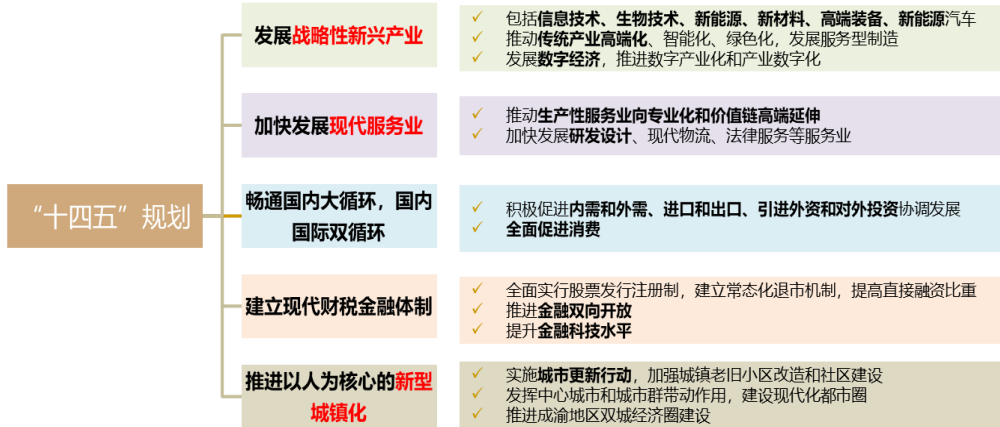 发展战略性新兴产业
✓ 包括信息技术、生物技术、新能源、新材料、高端装备、新能源汽车
✓ 推动传统产业高端化、智能化、绿色化，发展服务型制造
✓ 发展数字经济，推进数字产业化和产业数字化
加快发展现代服务业
✓ 推动生产性服务业向专业化和价值链高端延伸
✓ 加快发展研发设计、现代物流、法律服务等服务业
“十四五”规划
畅通国内大循环，国内
国际双循环
✓ 积极促进内需和外需、进口和出口、引进外资和对外投资协调发展
✓ 全面促进消费
建立现代财税金融体制
✓ 全面实行股票发行注册制，建立常态化退市机制，提高直接融资比重
✓ 推进金融双向开放
✓ 提升金融科技水平
推进以人为核心的新型
城镇化
✓ 实施城市更新行动，加强城镇老旧小区改造和社区建设
✓ 发挥中心城市和城市群带动作用，建设现代化都市圈
✓ 推进成渝地区双城经济圈建设